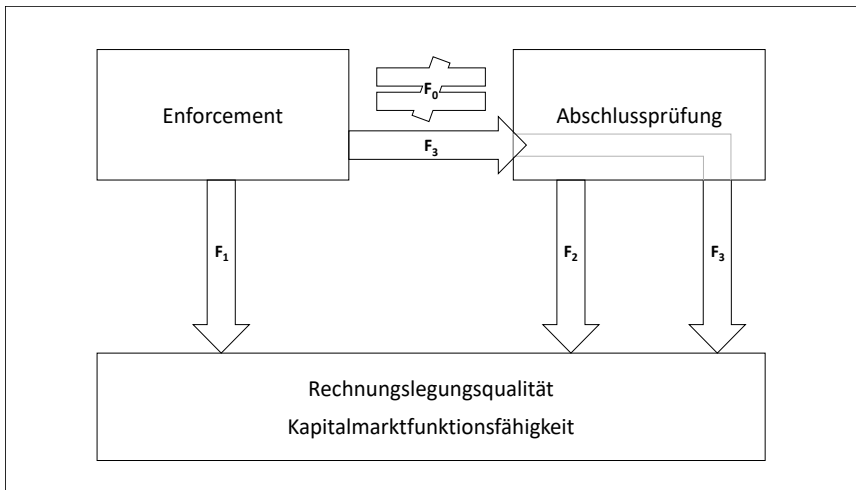 Enforcement
F0
Abschlussprüfung
F3
F1
F2
F3
Rechnungslegungsqualität
Kapitalmarktfunktionsfähigkeit